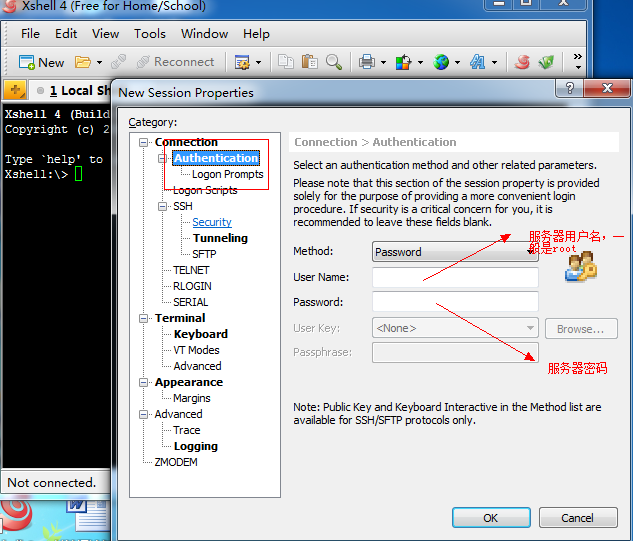 Xshell 4 (Free for Home/School)
File Edit View Tools Window Help
New Reconnect
1 Local Sh
Xshell 4 (Build
Copyright (c) 2
Type `help' to
Xshell:\>
Not connected.
New Session Properties
Category:
Connection
Authentication
Logon Prompts
Logon Scripts
SSH
Security
Tunneling
SFTP
TELNET
RLOGIN
SERIAL
Terminal
Keyboard
VT Modes
Advanced
Appearance
Margins
Advanced
Trace
Logging
ZMODEM
Connection > Authentication
Select an authentication method and other related parameters.
Please note that this section of the session property is provided
solely for the purpose of providing a more convenient login
procedure. If security is a critical concern for you, it is
recommended to leave these fields blank.
服务器用户名，一
般是root
Method: Password
User Name:
Password:
User Key: <None> Browse...
Passphrase:
服务器密码
Note: Public Key and Keyboard Interactive in the Method list are
available for SSH/SFTP protocols only.
OK Cancel